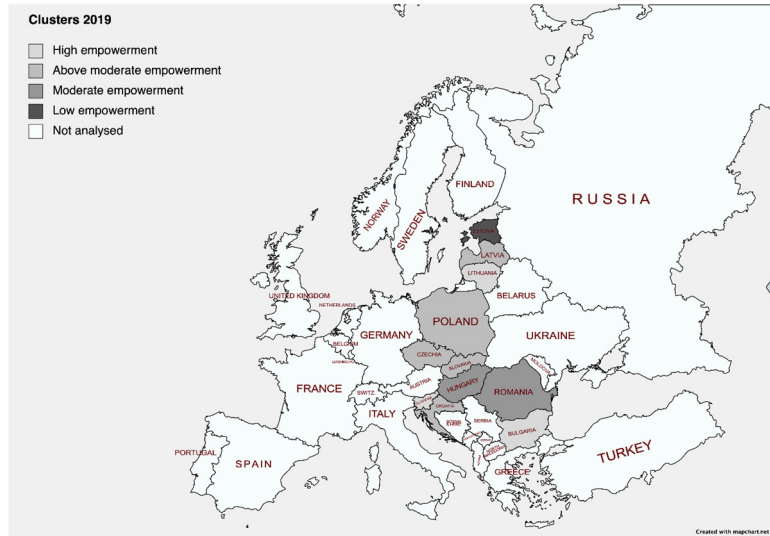 Clusters 2019
High empowerment
Above moderate empowerment
Moderate empowerment
Low empowerment
Not analysed
FINLAND
RUSSIA
NORWAY
SWEDEN
ESTONIA
LATVIA
LITHUANIA
UNITED KINGDOM
NETHERLANDS
BELARUS
POLAND
GERMANY
BELGIUM
UKRAINE
CZECHIA
SLOVAKIA
MOLDOVA
FRANCE
SWITZ.
AUSTRIA
HUNGARY
ROMANIA
CROATIA
ITALY
SERBIA
BULGARIA
PORTUGAL
SPAIN
GREECE
TURKEY
Created with mapchart.net